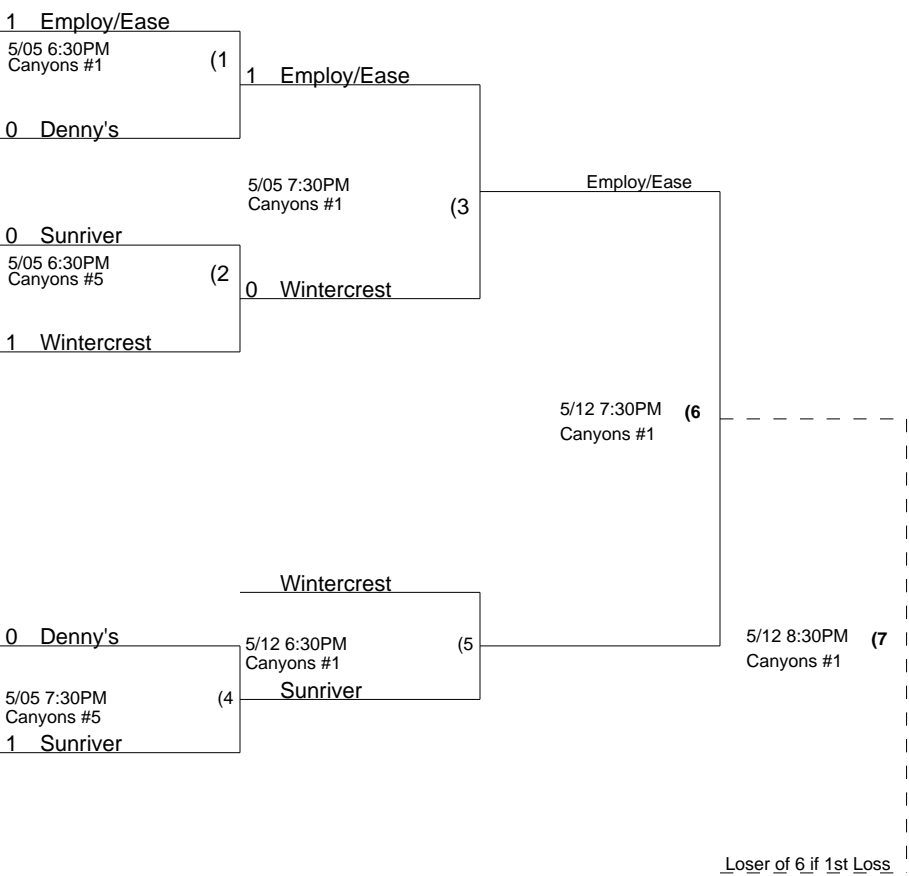 1 Employ/Ease
5/05 6:30PM
Canyons #1
(1
0 Denny's
1 Employ/Ease
5/05 7:30PM
Canyons #1
(3
0 Sunriver
5/05 6:30PM
Canyons #5
(2
1 Wintercrest
0 Wintercrest
Employ/Ease
5/12 7:30PM (6
Canyons #1
Wintercrest
5/12 6:30PM
Canyons #1
(5
Sunriver
0 Denny's
5/05 7:30PM
Canyons #5
(4
1 Sunriver
5/12 8:30PM (7
Canyons #1
Loser of 6 if 1st Loss